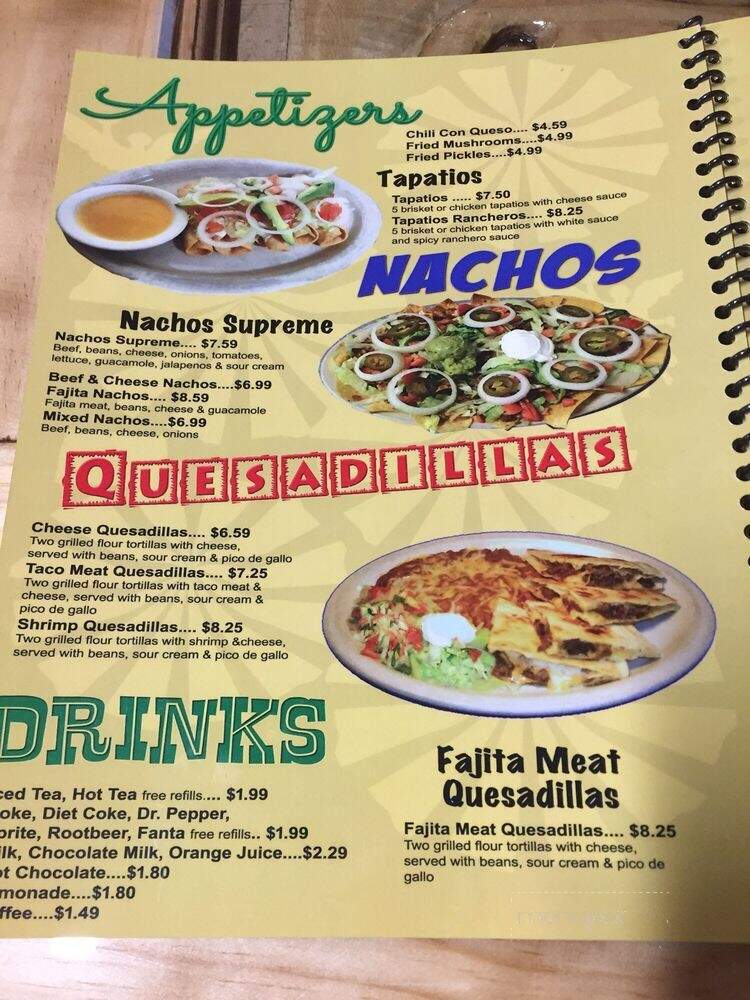 Appetizers
Chili Con Queso.... $4.59
Fried Mushrooms....$4.99
Fried Pickles....$4.99
Tapatios
Tapatios ..... $7.50
5 brisket or chicken tapatios with cheese sauce
Tapatios Rancheros.... $8.25
5 brisket or chicken tapatios with white sauce
and spicy ranchero sauce
NACHOS
Nachos Supreme
Nachos Supreme.... $7.59
Beef, beans, cheese, onions, tomatoes,
lettuce, guacamole, jalapenos & sour cream
Beef & Cheese Nachos....$6.99
Fajita Nachos.... $8.59
Fajita meat, beans, cheese & guacamole
Mixed Nachos....$6.99
Beef, beans, cheese, onions
QUESADILLAS
Cheese Quesadillas.... $6.59
Two grilled flour tortillas with cheese,
served with beans, sour cream & pico de gallo
Taco Meat Quesadillas.... $7.25
Two grilled flour tortillas with taco meat &
cheese, served with beans, sour cream &
pico de gallo
Shrimp Quesadillas.... $8.25
Two grilled flour tortillas with shrimp &cheese,
served with beans, sour cream & pico de gallo
DRINKS
ced Tea, Hot Tea free refills.... $1.99
oke, Diet Coke, Dr. Pepper,
prite, Rootbeer, Fanta free refills.. $1.99
ilk, Chocolate Milk, Orange Juice....$2.29
ot Chocolate....$1.80
monade....$1.80
ffee....$1.49
Fajita Meat
Quesadillas
Fajita Meat Quesadillas.... $8.25
Two grilled flour tortillas with cheese,
served with beans, sour cream & pico de
gallo